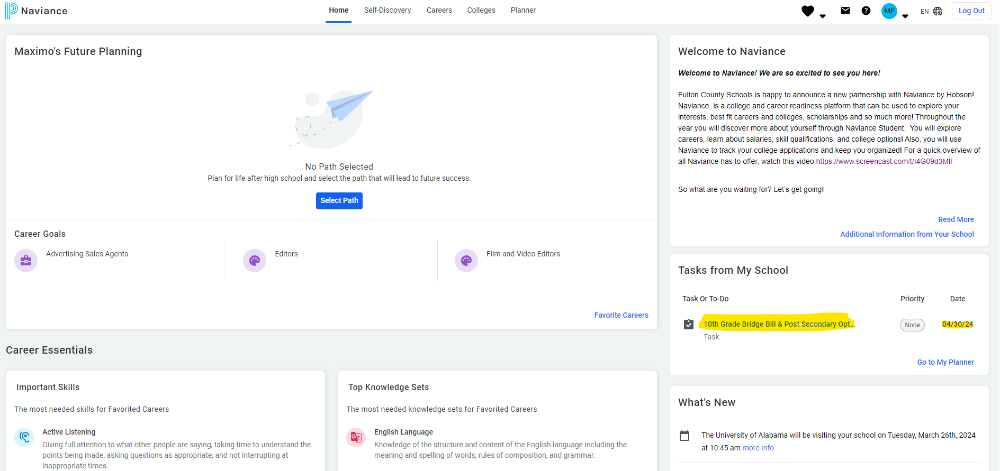 Naviance
Home Self-Discovery Careers Colleges Planner
MF EN Log Out
Maximo's Future Planning
No Path Selected
Plan for life after high school and select the path that will lead to future success.
Select Path
Career Goals
Advertising Sales Agents
Editors
Film and Video Editors
Favorite Careers
Career Essentials
Important Skills
The most needed skills for Favorited Careers
Active Listening
Giving full attention to what other people are saying, taking time to understand the
points being made, asking questions as appropriate, and not interrupting at
inappropriate times.
Top Knowledge Sets
The most needed knowledge sets for Favorited Careers
English Language
Knowledge of the structure and content of the English language including the
meaning and spelling of words, rules of composition, and grammar.
Welcome to Naviance
Welcome to Naviance! We are so excited to see you here!
Fulton County Schools is happy to announce a new partnership with Naviance by Hobson!
Naviance, is a college and career readiness platform that can be used to explore your
interests, best fit careers and colleges, scholarships and so much more! Throughout the
year you will discover more about yourself through Naviance Student.  You will explore
careers, learn about salaries, skill qualifications, and college options! Also, you will use
Naviance to track your college applications and keep you organized! For a quick overview of
all Naviance has to offer, watch this video:https://www.screencast.com/t/I4G09d3MIl
So what are you waiting for? Let's get going!
Read More
Additional Information from Your School
Tasks from My School
Task Or To-Do Priority Date
10th Grade Bridge Bill & Post Secondary Opt... None 04/30/24
Task
Go to My Planner
What's New
The University of Alabama will be visiting your school on Tuesday, March 26th, 2024
at 10:45 am more info